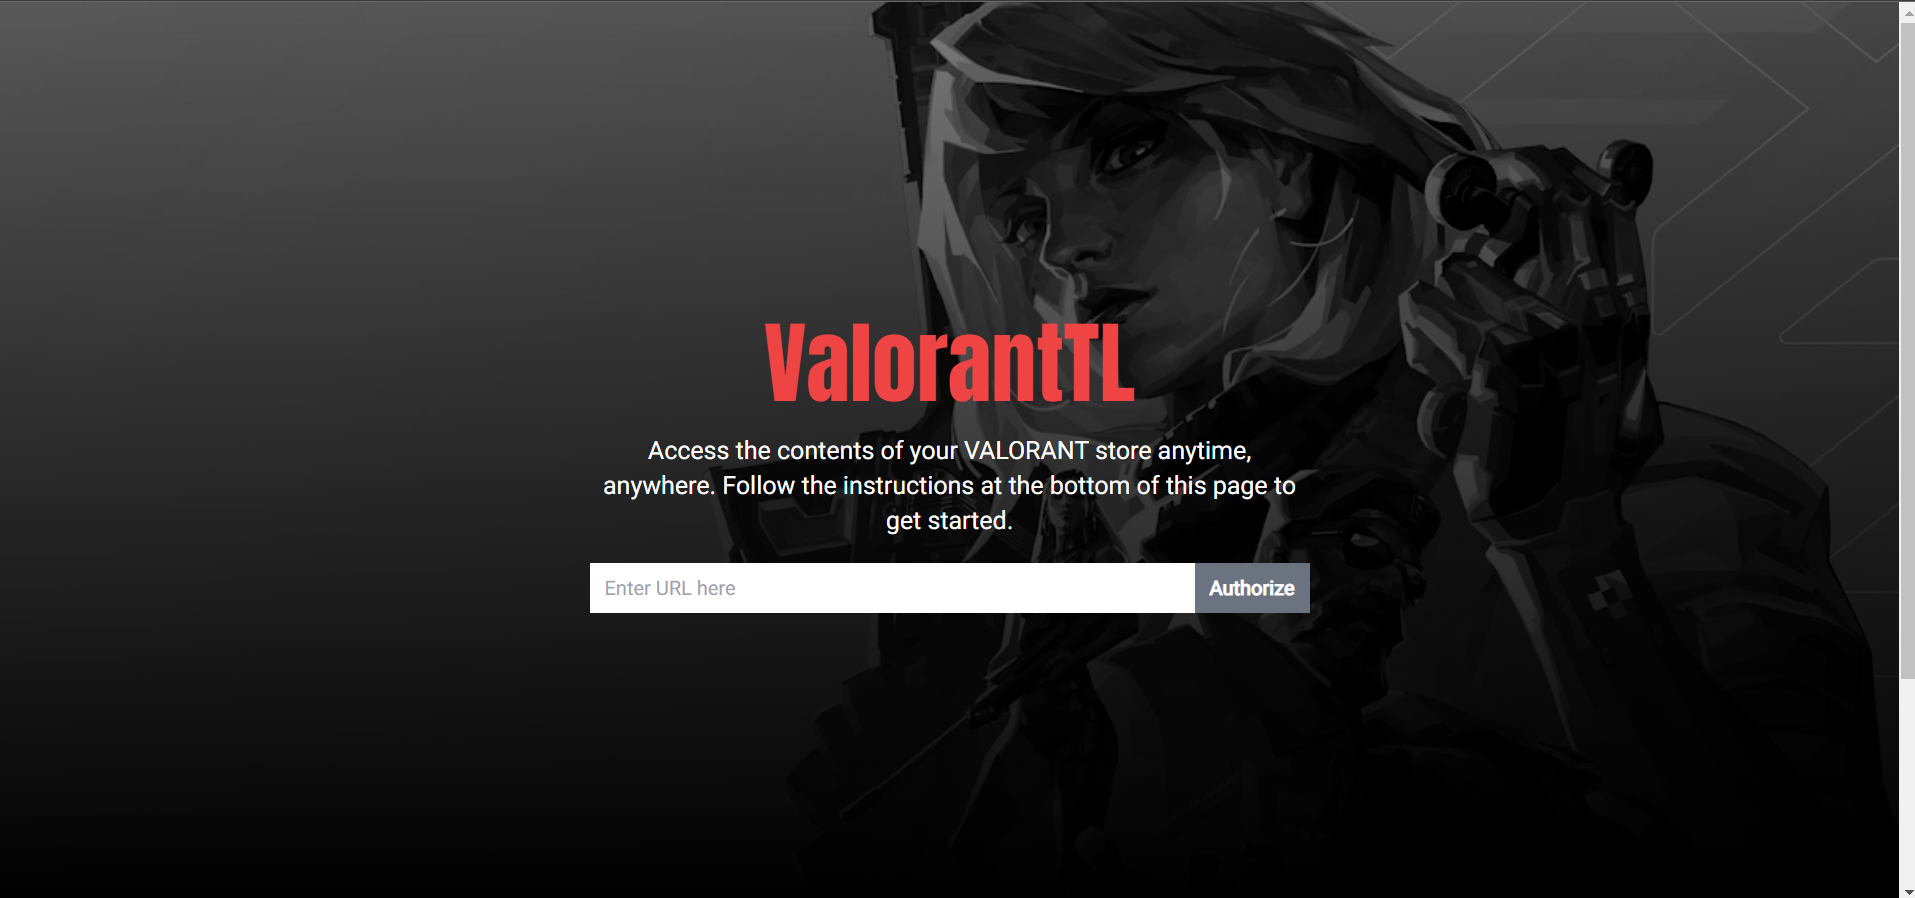 ValorantTL
Access the contents of your VALORANT store anytime,
anywhere. Follow the instructions at the bottom of this page to
get started.
Enter URL here
Authorize